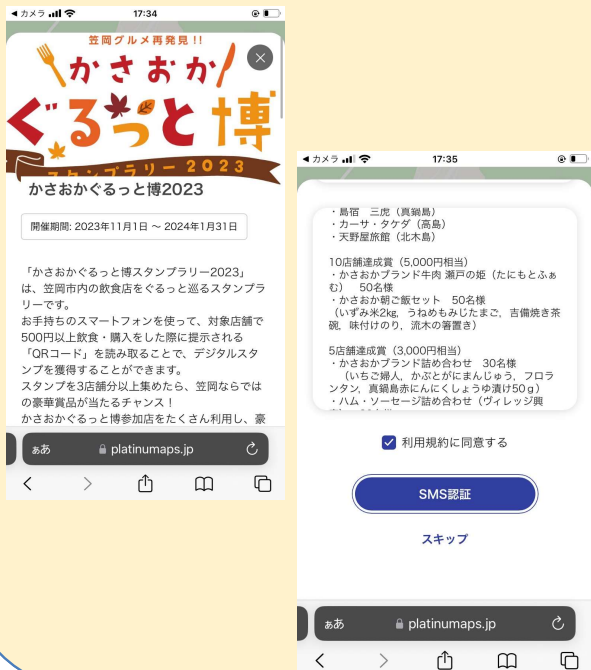 カメラ
17:34
笠岡グルメ再発見!!
かさおか
ぐるっと博
スタンプラリー2023
かさおかぐるっと博2023
開催期間: 2023年11月1日 ～ 2024年1月31日
「かさおかぐるっと博スタンプラリー2023」
は、笠岡市内の飲食店をぐるっと巡るスタンプラ
リーです。
お手持ちのスマートフォンを使って、対象店舗で
500円以上飲食・購入をした際に提示される
「QRコード」を読み取ることで、デジタルスタ
ンプを獲得することができます。
スタンプを3店舗分以上集めたら、笠岡ならでは
の豪華賞品が当たるチャンス！
かさおかぐるっと博参加店をたくさん利用し、豪
ぁあ
platinumaps.jp
カメラ
17:35
・島宿　三虎（真鍋島）
・カーサ・タケダ（高島）
・天野屋旅館（北木島）
10店舗達成賞（5,000円相当）
・かさおかブランド牛肉 瀬戸の姫（たにもとふぁ
む）　50名様
・かさおか朝ご飯セット　50名様
（いずみ米2kg，うねめもみじたまご，吉備焼き茶
碗，味付けのり，流木の箸置き）
5店舗達成賞（3,000円相当）
・かさおかブランド詰め合わせ　30名様
（いちご婦人，かぶとがにまんじゅう，フロラ
ンタン，真鍋島赤にんにくしょうゆ漬け50ｇ）
・ハム・ソーセージ詰め合わせ（ヴィレッジ興
利用規約に同意する
SMS認証
スキップ
ぁあ
platinumaps.jp